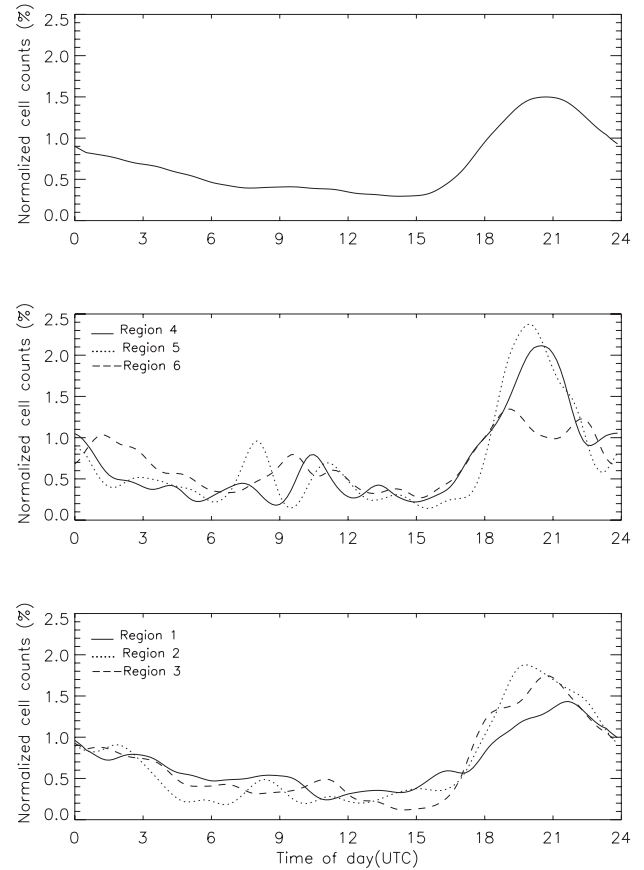 Normalized cell counts (%)
2.5
2.0
1.5
1.0
0.5
0.0
0 3 6 9 12 15 18 21 24
Normalized cell counts (%)
2.5
2.0
1.5
1.0
0.5
0.0
Region 4
Region 5
Region 6
0 3 6 9 12 15 18 21 24
Normalized cell counts (%)
2.5
2.0
1.5
1.0
0.5
0.0
Region 1
Region 2
Region 3
0 3 6 9 12 15 18 21 24
Time of day(UTC)